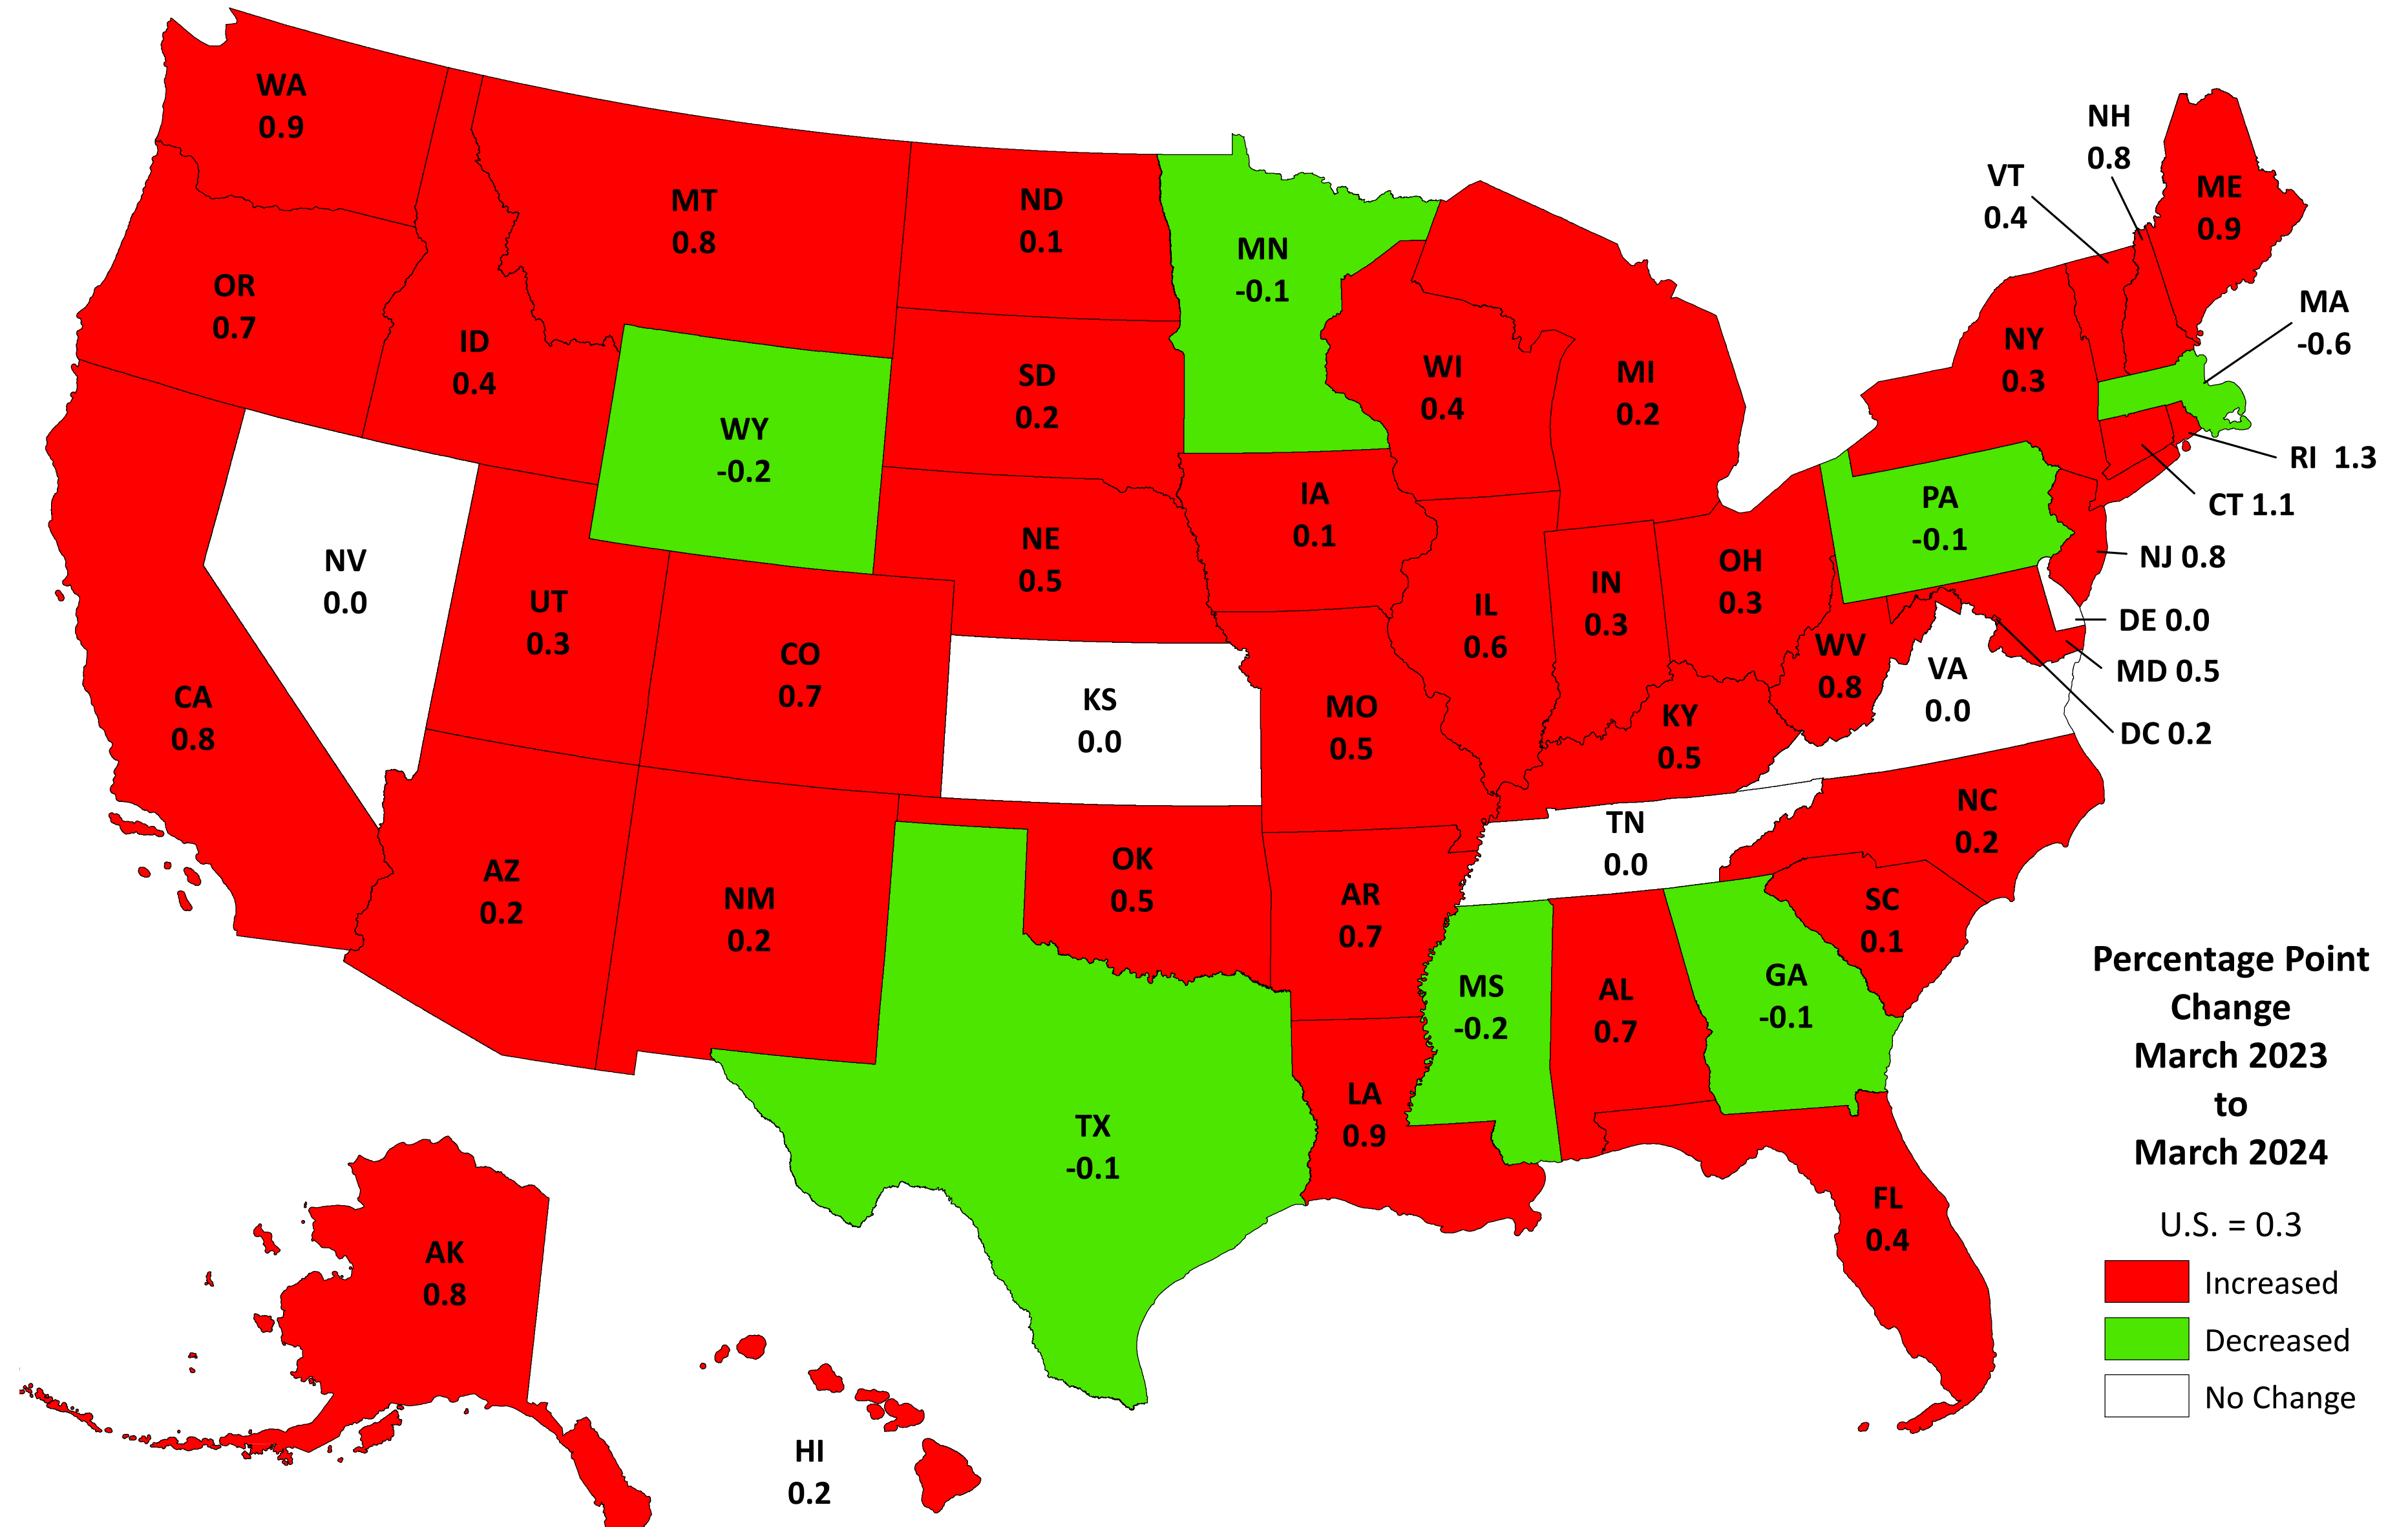 WA
0.9
OR
0.7
CA
0.8
NV
0.0
ID
0.4
MT
0.8
WY
-0.2
UT
0.3
CO
0.7
AZ
0.2
NM
0.2
ND
0.1
SD
0.2
NE
0.5
KS
0.0
OK
0.5
TX
-0.1
MN
-0.1
IA
0.1
MO
0.5
AR
0.7
LA
0.9
WI
0.4
IL
0.6
MI
0.2
IN
0.3
OH
0.3
KY
0.5
TN
0.0
MS
-0.2
AL
0.7
GA
-0.1
FL
0.4
SC
0.1
NC
0.2
VA
0.0
WV
0.8
PA
-0.1
NY
0.3
VT
0.4
NH
0.8
ME
0.9
MA
-0.6
RI 1.3
CT 1.1
NJ 0.8
DE 0.0
MD 0.5
DC 0.2
AK
0.8
HI
0.2
Percentage Point
Change
March 2023
to
March 2024
U.S. = 0.3
Increased
Decreased
No Change